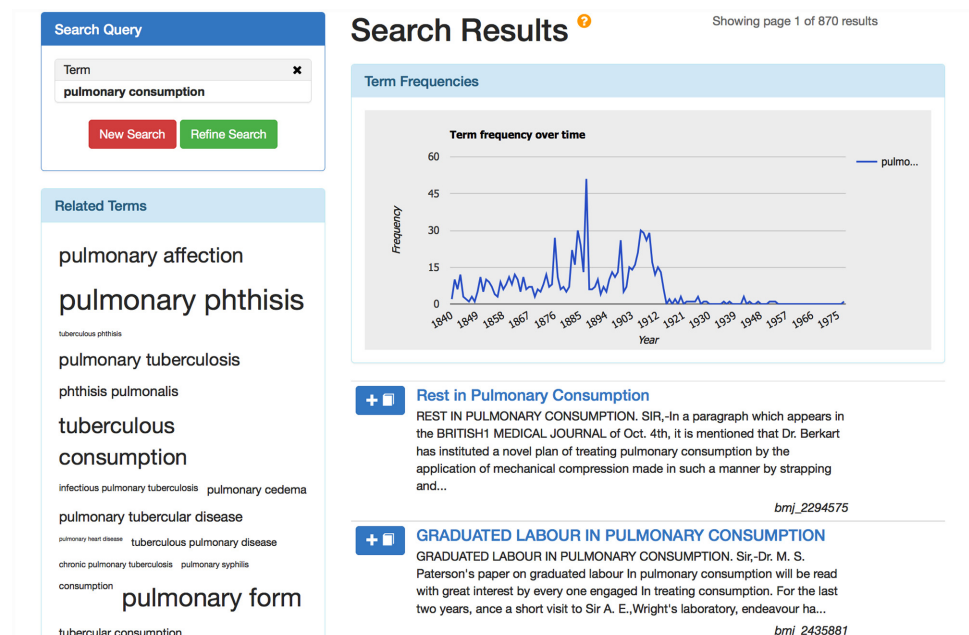 Search Query
Term
pulmonary consumption
New Search Refine Search
Related Terms
pulmonary affection
pulmonary phthisis
tuberculous phthisis
pulmonary tuberculosis
phthisis pulmonalis
tuberculous
consumption
infectious pulmonary tuberculosis pulmonary cedema
pulmonary tubercular disease
pulmonary heart disease tuberculous pulmonary disease
chronic pulmonary tuberculosis pulmonary syphilis
consumption pulmonary form
tubercular consumption
Search Results ?
Showing page 1 of 870 results
Term Frequencies
Term frequency over time
60
45
30
15
0
Frequency
pulmo...
1840 1849 1858 1867 1876 1885 1894 1903 1912 1921 1930 1939 1948 1957 1966 1975
Year
Rest in Pulmonary Consumption
REST IN PULMONARY CONSUMPTION. SIR,-In a paragraph which appears in
the BRITISH1 MEDICAL JOURNAL of Oct. 4th, it is mentioned that Dr. Berkart
has instituted a novel plan of treating pulmonary consumption by the
application of mechanical compression made in such a manner by strapping
and...
bmj_2294575
GRADUATED LABOUR IN PULMONARY CONSUMPTION
GRADUATED LABOUR IN PULMONARY CONSUMPTION. Sir,-Dr. M. S.
Paterson's paper on graduated labour In pulmonary consumption will be read
with great interest by every one engaged In treating consumption. For the last
two years, ance a short visit to Sir A. E.,Wright's laboratory, endeavour ha...
bmj_2435881